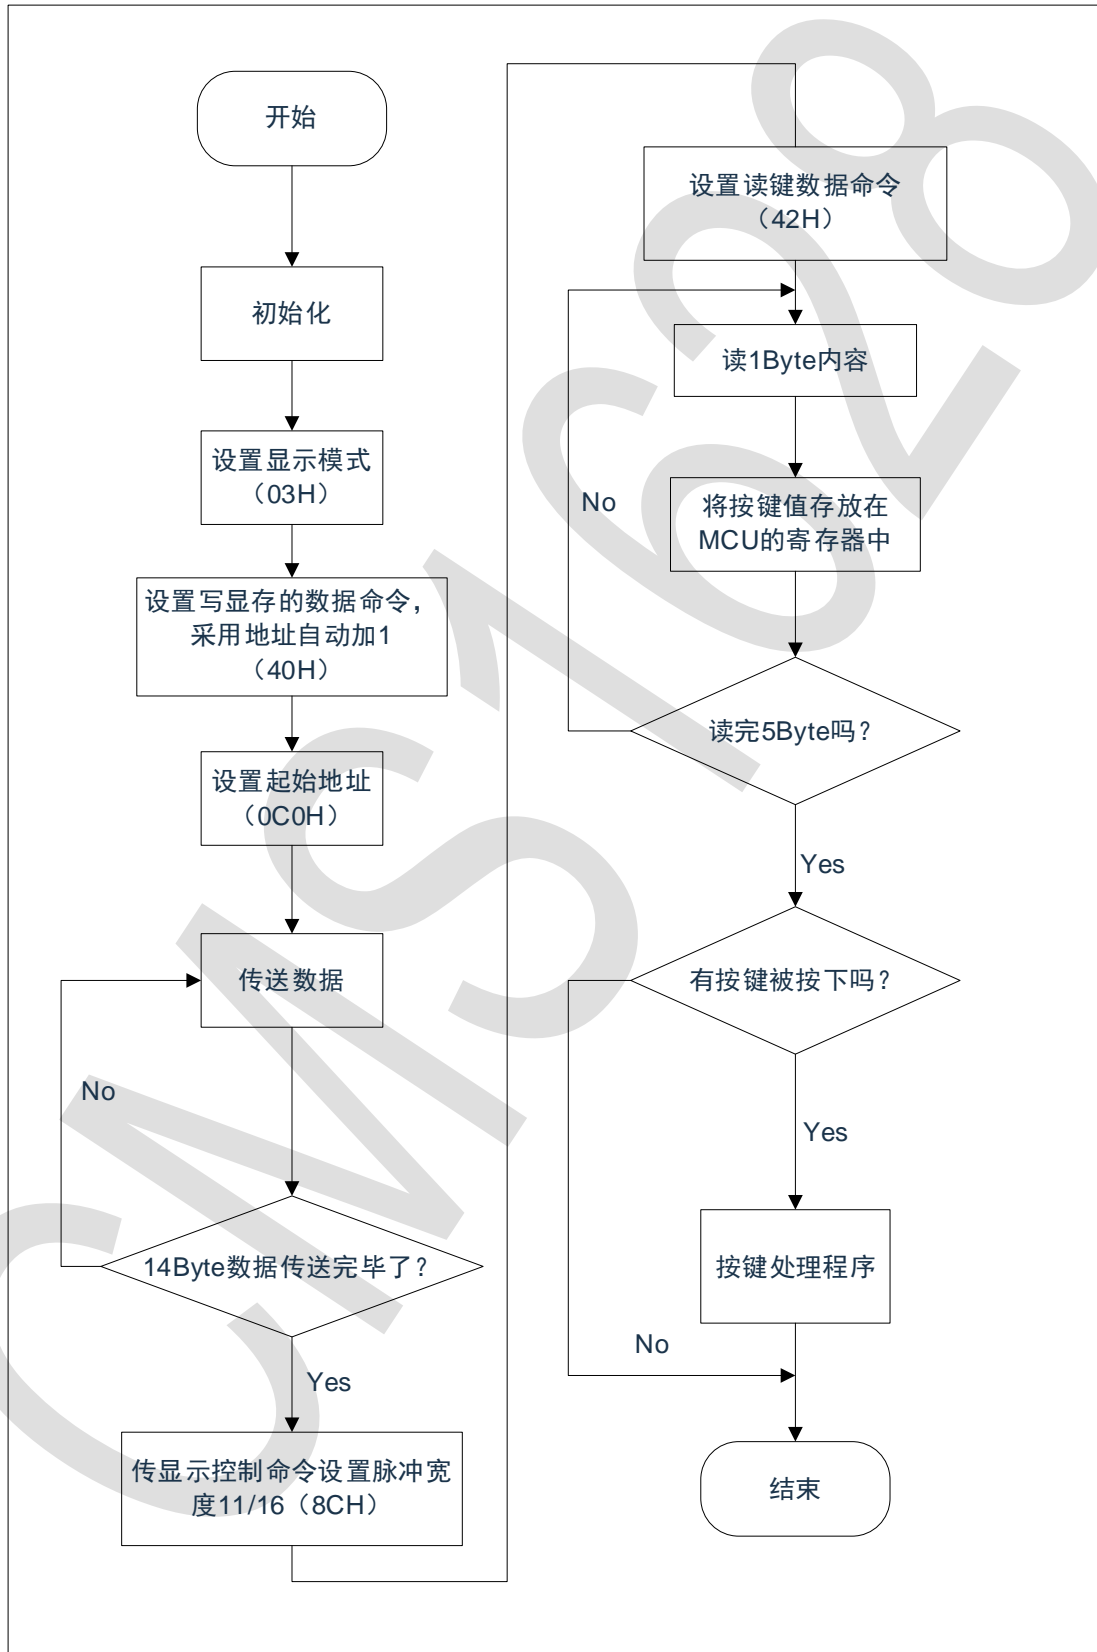 开始
初始化
设置显示模式
（03H）
设置写显存的数据命令，
采用地址自动加1
（40H）
设置起始地址
（0C0H）
传送数据
No
14Byte数据传送完毕了？
Yes
传显示控制命令设置脉冲宽
度11/16（8CH）
设置读键数据命令
（42H）
读1Byte内容
No
将按键值存放在
MCU的寄存器中
读完5Byte吗？
Yes
有按键被按下吗？
Yes
按键处理程序
No
结束
CMS1628